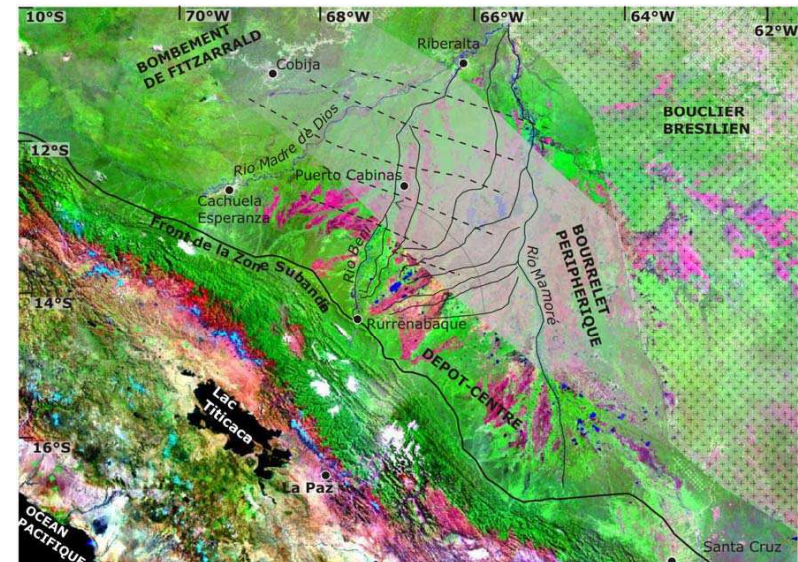 10°S
70°W
68°W
66°W
64°W
62°W
BOMBEMENT
DE FITZARRALD
Cobija
Riberalta
BOUCLIER
BRESILIEN
12°S
Rio Madre de Dios
Puerto Cabinas
Cachuela
Esperanza
Front de la Zone Subande
Rio Beni
Rio Mamoré
BOURRELET
PERIPHERIQUE
14°S
Rurrenabaque
DEPOT-CENTRE
Lac
Titicaca
16°S
La Paz
OCEAN
PACIFIQUE
Santa Cruz